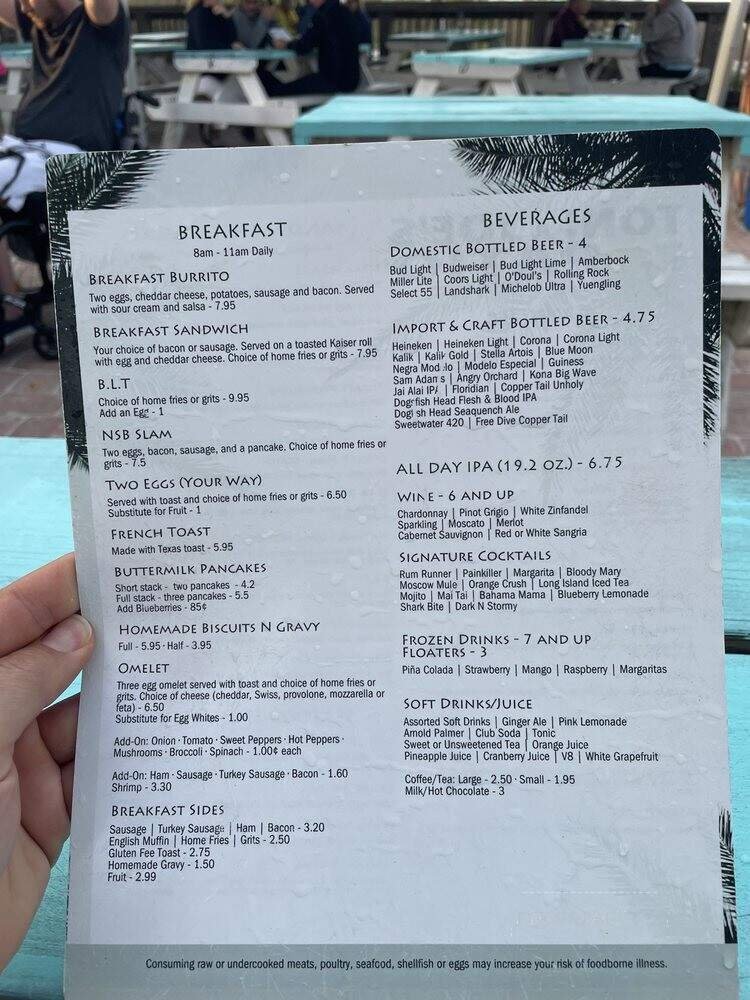 BREAKFAST
8am - 11am Daily
BREAKFAST BURRITO
Two eggs, cheddar cheese, potatoes, sausage and bacon. Served
with sour cream and salsa - 7.95
BREAKFAST SANDWICH
Your choice of bacon or sausage. Served on a toasted Kaiser roll
with egg and cheddar cheese. Choice of home fries or grits - 7.95
B.L.T
Choice of home fries or grits - 9.95
Add an Egg - 1
NSB SLAM
Two eggs, bacon, sausage, and a pancake. Choice of home fries or
grits - 7.5
TWO EGGS (YOUR WAY)
Served with toast and choice of home fries or grits - 6.50
Substitute for Fruit - 1
FRENCH TOAST
Made with Texas toast - 5.95
BUTTERMILK PANCAKES
Short stack - two pancakes - 4.2
Full stack - three pancakes - 5.5
Add Blueberries - 85¢
HOMEMADE BISCUITS N GRAVY
Full - 5.95 · Half - 3.95
OMELET
Three egg omelet served with toast and choice of home fries or
grits. Choice of cheese (cheddar, Swiss, provolone, mozzarella or
feta) - 6.50
Substitute for Egg Whites - 1.00
Add-On: Onion · Tomato · Sweet Peppers · Hot Peppers ·
Mushrooms · Broccoli · Spinach - 1.00¢ each
Add-On: Ham · Sausage · Turkey Sausage · Bacon - 1.60
Shrimp - 3.30
BREAKFAST SIDES
Sausage | Turkey Sausage | Ham | Bacon - 3.20
English Muffin | Home Fries | Grits - 2.50
Gluten Fee Toast - 2.75
Homemade Gravy - 1.50
Fruit - 2.99
BEVERAGES
DOMESTIC BOTTLED BEER - 4
Bud Light | Budweiser | Bud Light Lime | Amberbock
Miller Lite | Coors Light | O'Doul's | Rolling Rock
Select 55 | Landshark | Michelob Ultra | Yuengling
IMPORT & CRAFT BOTTLED BEER - 4.75
Heineken | Heineken Light | Corona | Corona Light
Kalik | Kalik Gold | Stella Artois | Blue Moon
Negra Modelo | Modelo Especial | Guiness
Sam Adams | Angry Orchard | Kona Big Wave
Jai Alai IPA | Floridian | Copper Tail Unholy
Dogfish Head Flesh & Blood IPA
Dogfish Head Seaquench Ale
Sweetwater 420 | Free Dive Copper Tail
ALL DAY IPA (19.2 OZ.) - 6.75
WINE - 6 AND UP
Chardonnay | Pinot Grigio | White Zinfandel
Sparkling | Moscato | Merlot
Cabernet Sauvignon | Red or White Sangria
SIGNATURE COCKTAILS
Rum Runner | Painkiller | Margarita | Bloody Mary
Moscow Mule | Orange Crush | Long Island Iced Tea
Mojito | Mai Tai | Bahama Mama | Blueberry Lemonade
Shark Bite | Dark N Stormy
FROZEN DRINKS - 7 AND UP
FLOATERS - 3
Piña Colada | Strawberry | Mango | Raspberry | Margaritas
SOFT DRINKS/JUICE
Assorted Soft Drinks | Ginger Ale | Pink Lemonade
Arnold Palmer | Club Soda | Tonic
Sweet or Unsweetened Tea | Orange Juice
Pineapple Juice | Cranberry Juice | V8 | White Grapefruit
Coffee/Tea: Large - 2.50 · Small - 1.95
Milk/Hot Chocolate - 3
Consuming raw or undercooked meats, poultry, seafood, shellfish or eggs may increase your risk of foodborne illness.